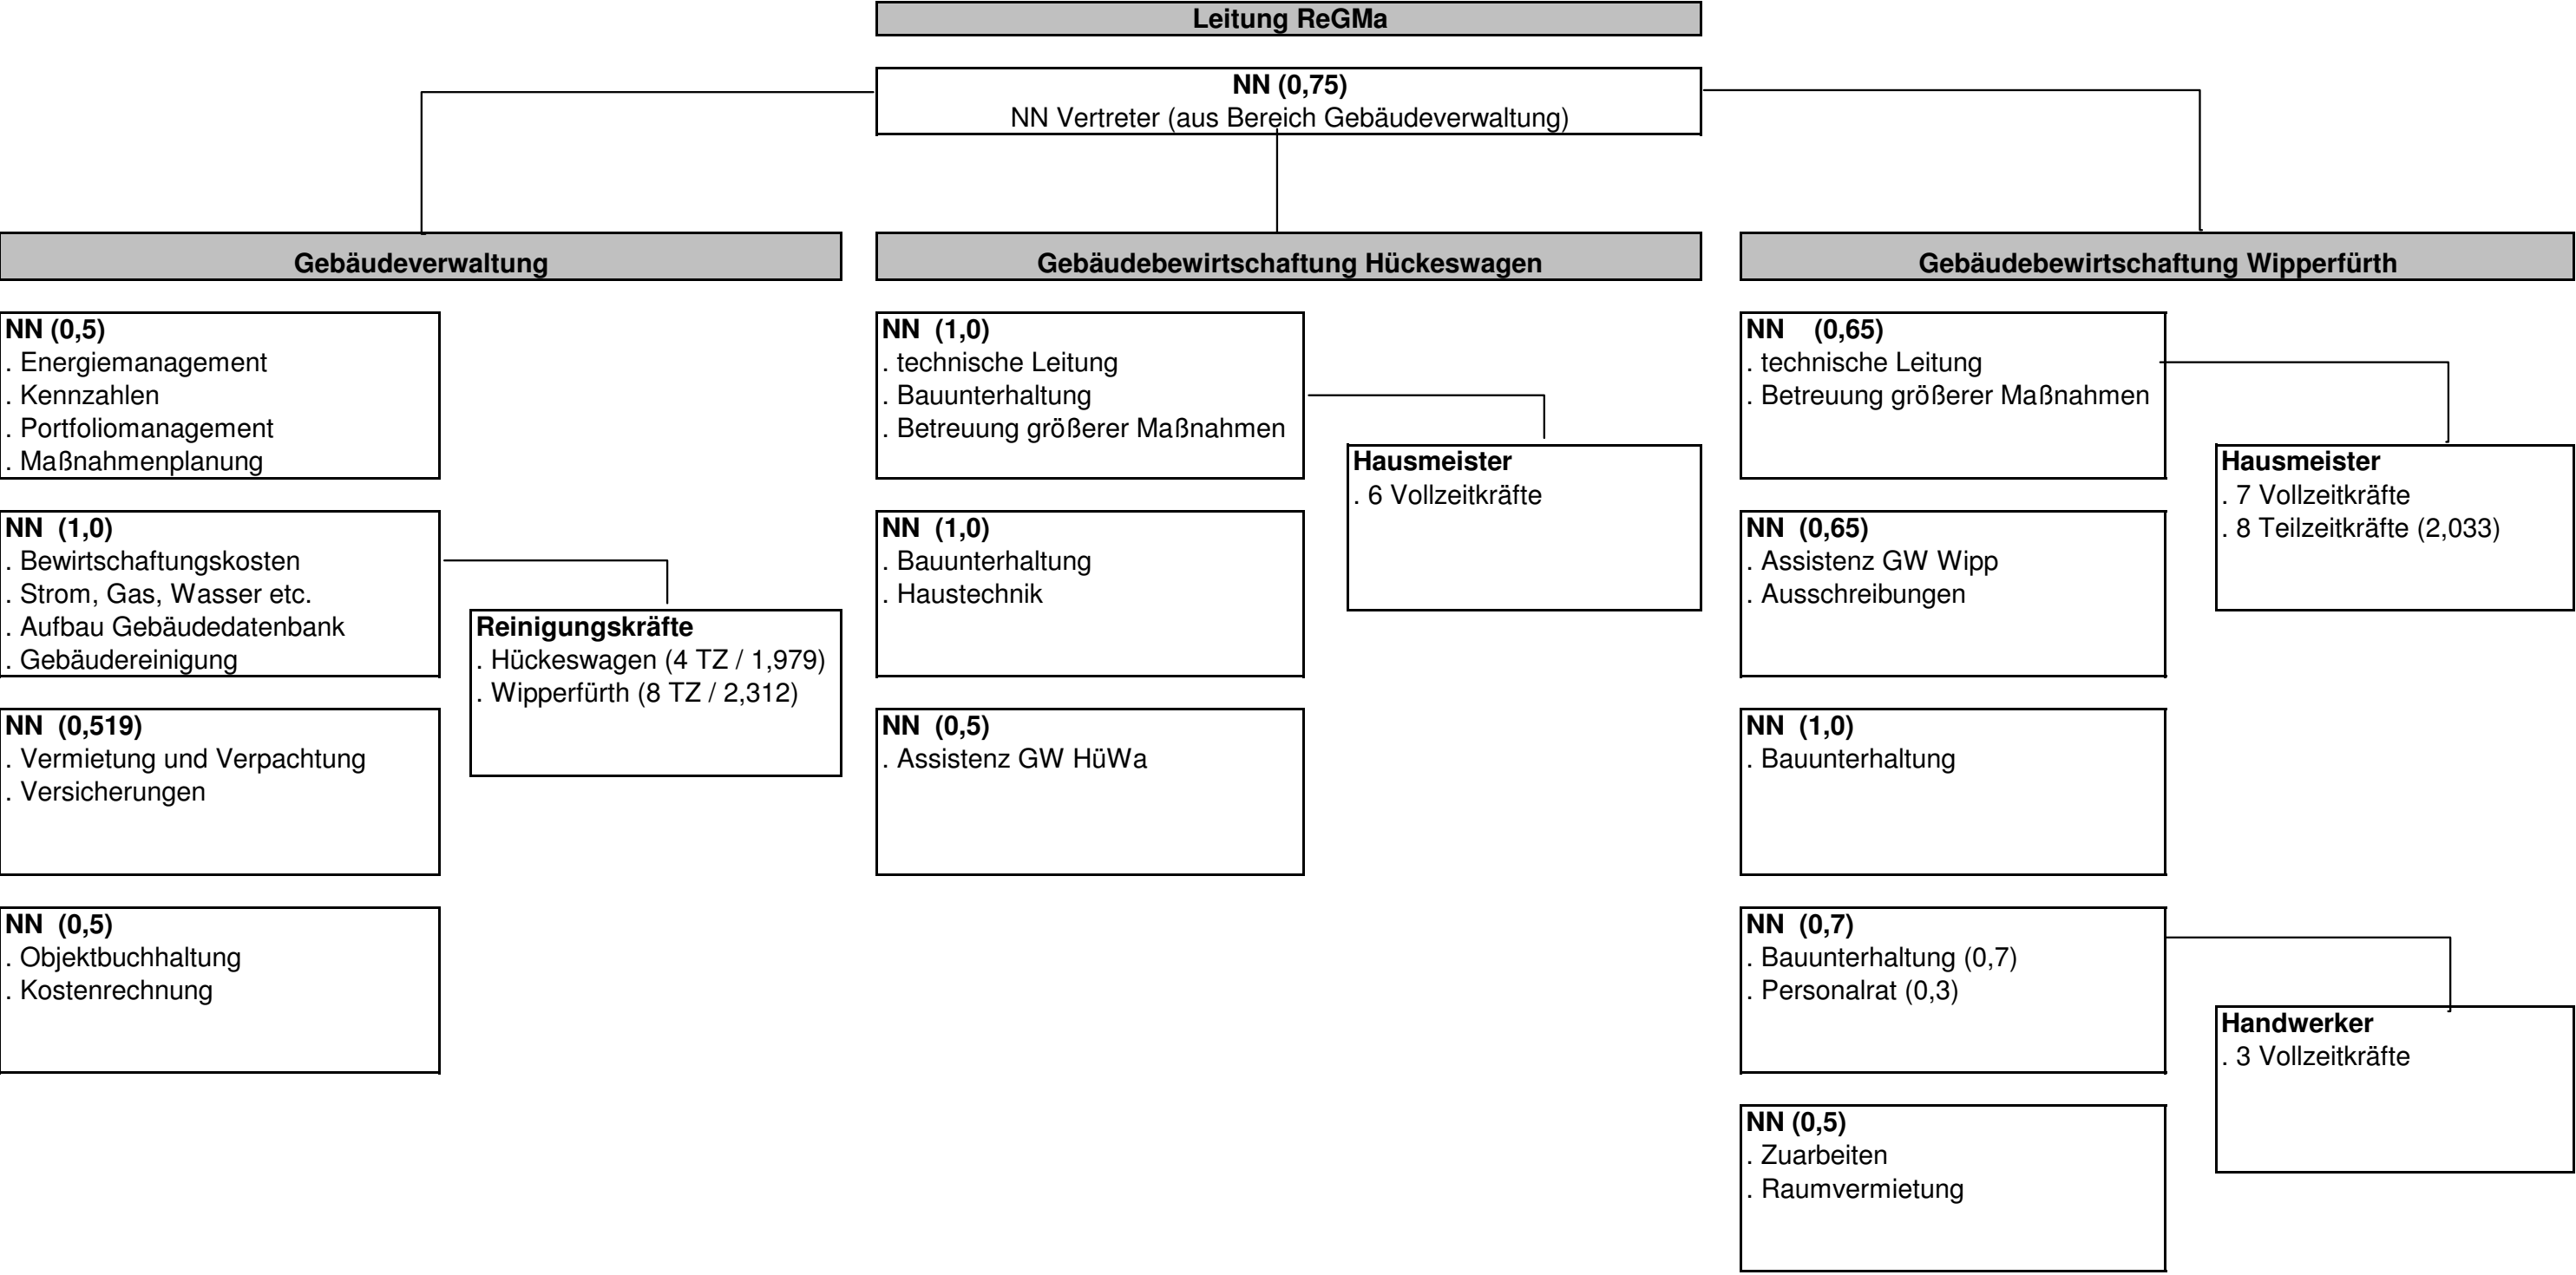 Leitung ReGMa
NN (0,75)
NN Vertreter (aus Bereich Gebäudeverwaltung)
Gebäudeverwaltung
NN (0,5)
. Energiemanagement
. Kennzahlen
. Portfoliomanagement
. Maßnahmenplanung
NN (1,0)
. Bewirtschaftungskosten
. Strom, Gas, Wasser etc.
. Aufbau Gebäudedatenbank
. Gebäudereinigung
Reinigungskräfte
. Hückeswagen (4 TZ / 1,979)
. Wipperfürth (8 TZ / 2,312)
NN (0,519)
. Vermietung und Verpachtung
. Versicherungen
NN (0,5)
. Objektbuchhaltung
. Kostenrechnung
Gebäudebewirtschaftung Hückeswagen
NN (1,0)
. technische Leitung
. Bauunterhaltung
. Betreuung größerer Maßnahmen
Hausmeister
. 6 Vollzeitkräfte
NN (1,0)
. Bauunterhaltung
. Haustechnik
NN (0,5)
. Assistenz GW HüWa
Gebäudebewirtschaftung Wipperfürth
NN (0,65)
. technische Leitung
. Betreuung größerer Maßnahmen
Hausmeister
. 7 Vollzeitkräfte
. 8 Teilzeitkräfte (2,033)
NN (0,65)
. Assistenz GW Wipp
. Ausschreibungen
NN (1,0)
. Bauunterhaltung
NN (0,7)
. Bauunterhaltung (0,7)
. Personalrat (0,3)
Handwerker
. 3 Vollzeitkräfte
NN (0,5)
. Zuarbeiten
. Raumvermietung